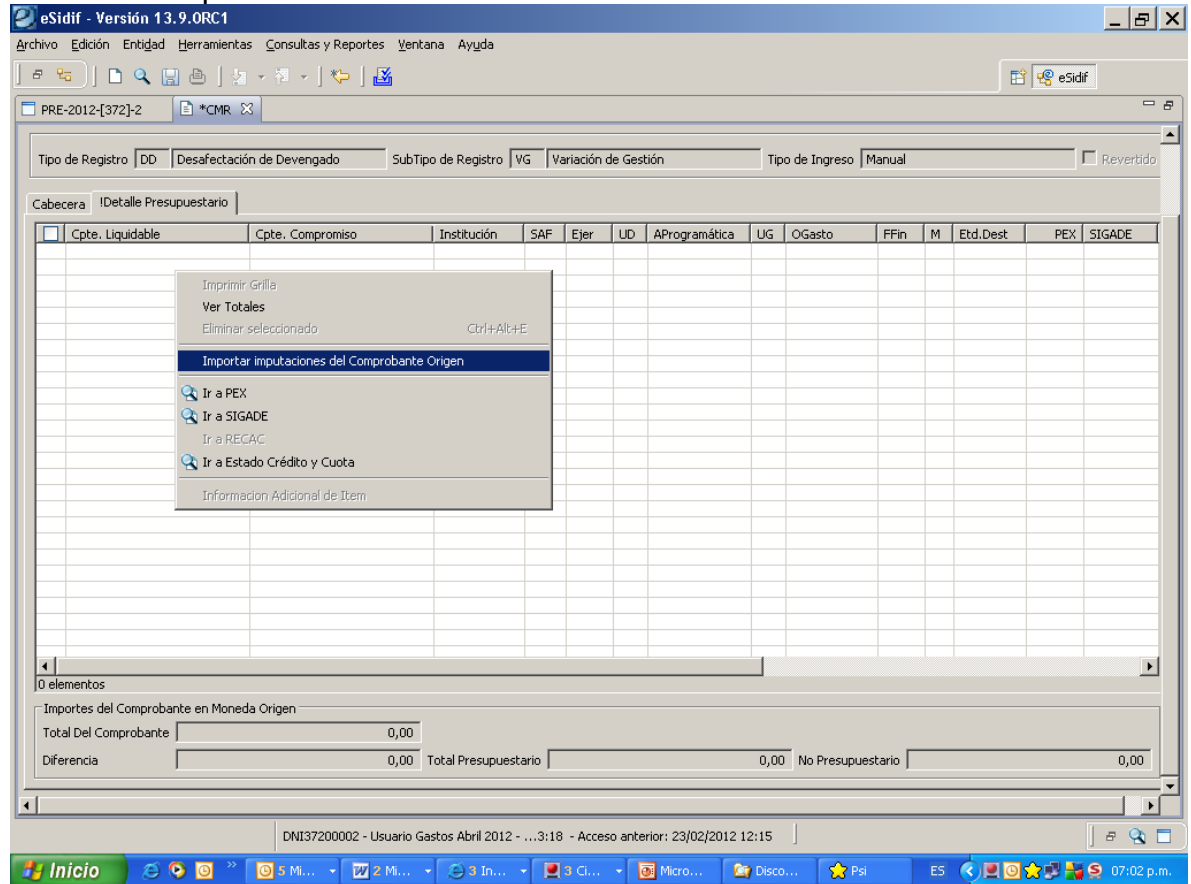 eSidif - Versión 13.9.0RC1
Archivo Edición Entidad Herramientas Consultas y Reportes Ventana Ayuda
eSidif
PRE-2012-[372]-2 *CMR
Tipo de Registro DD Desafectación de Devengado SubTipo de Registro VG Variación de Gestión Tipo de Ingreso Manual Revertido
Cabecera !Detalle Presupuestario
Cpte. Liquidable Cpte. Compromiso Institución SAF Ejer UD AProgramática UG OGasto FFin M Etd.Dest PEX SIGADE
Imprimir Grilla
Ver Totales
Eliminar seleccionado Ctrl+Alt+E
Importar imputaciones del Comprobante Origen
Ir a PEX
Ir a SIGADE
Ir a RECAC
Ir a Estado Crédito y Cuota
Informacion Adicional de Item
0 elementos
Importes del Comprobante en Moneda Origen
Total Del Comprobante 0,00
Diferencia 0,00 Total Presupuestario 0,00 No Presupuestario 0,00
DNI37200002 - Usuario Gastos Abril 2012 - ...3:18 - Acceso anterior: 23/02/2012 12:15
Inicio 5 Mi... 2 Mi... 3 In... 3 Ci... Micro... Disco... Psi ES 07:02 p.m.